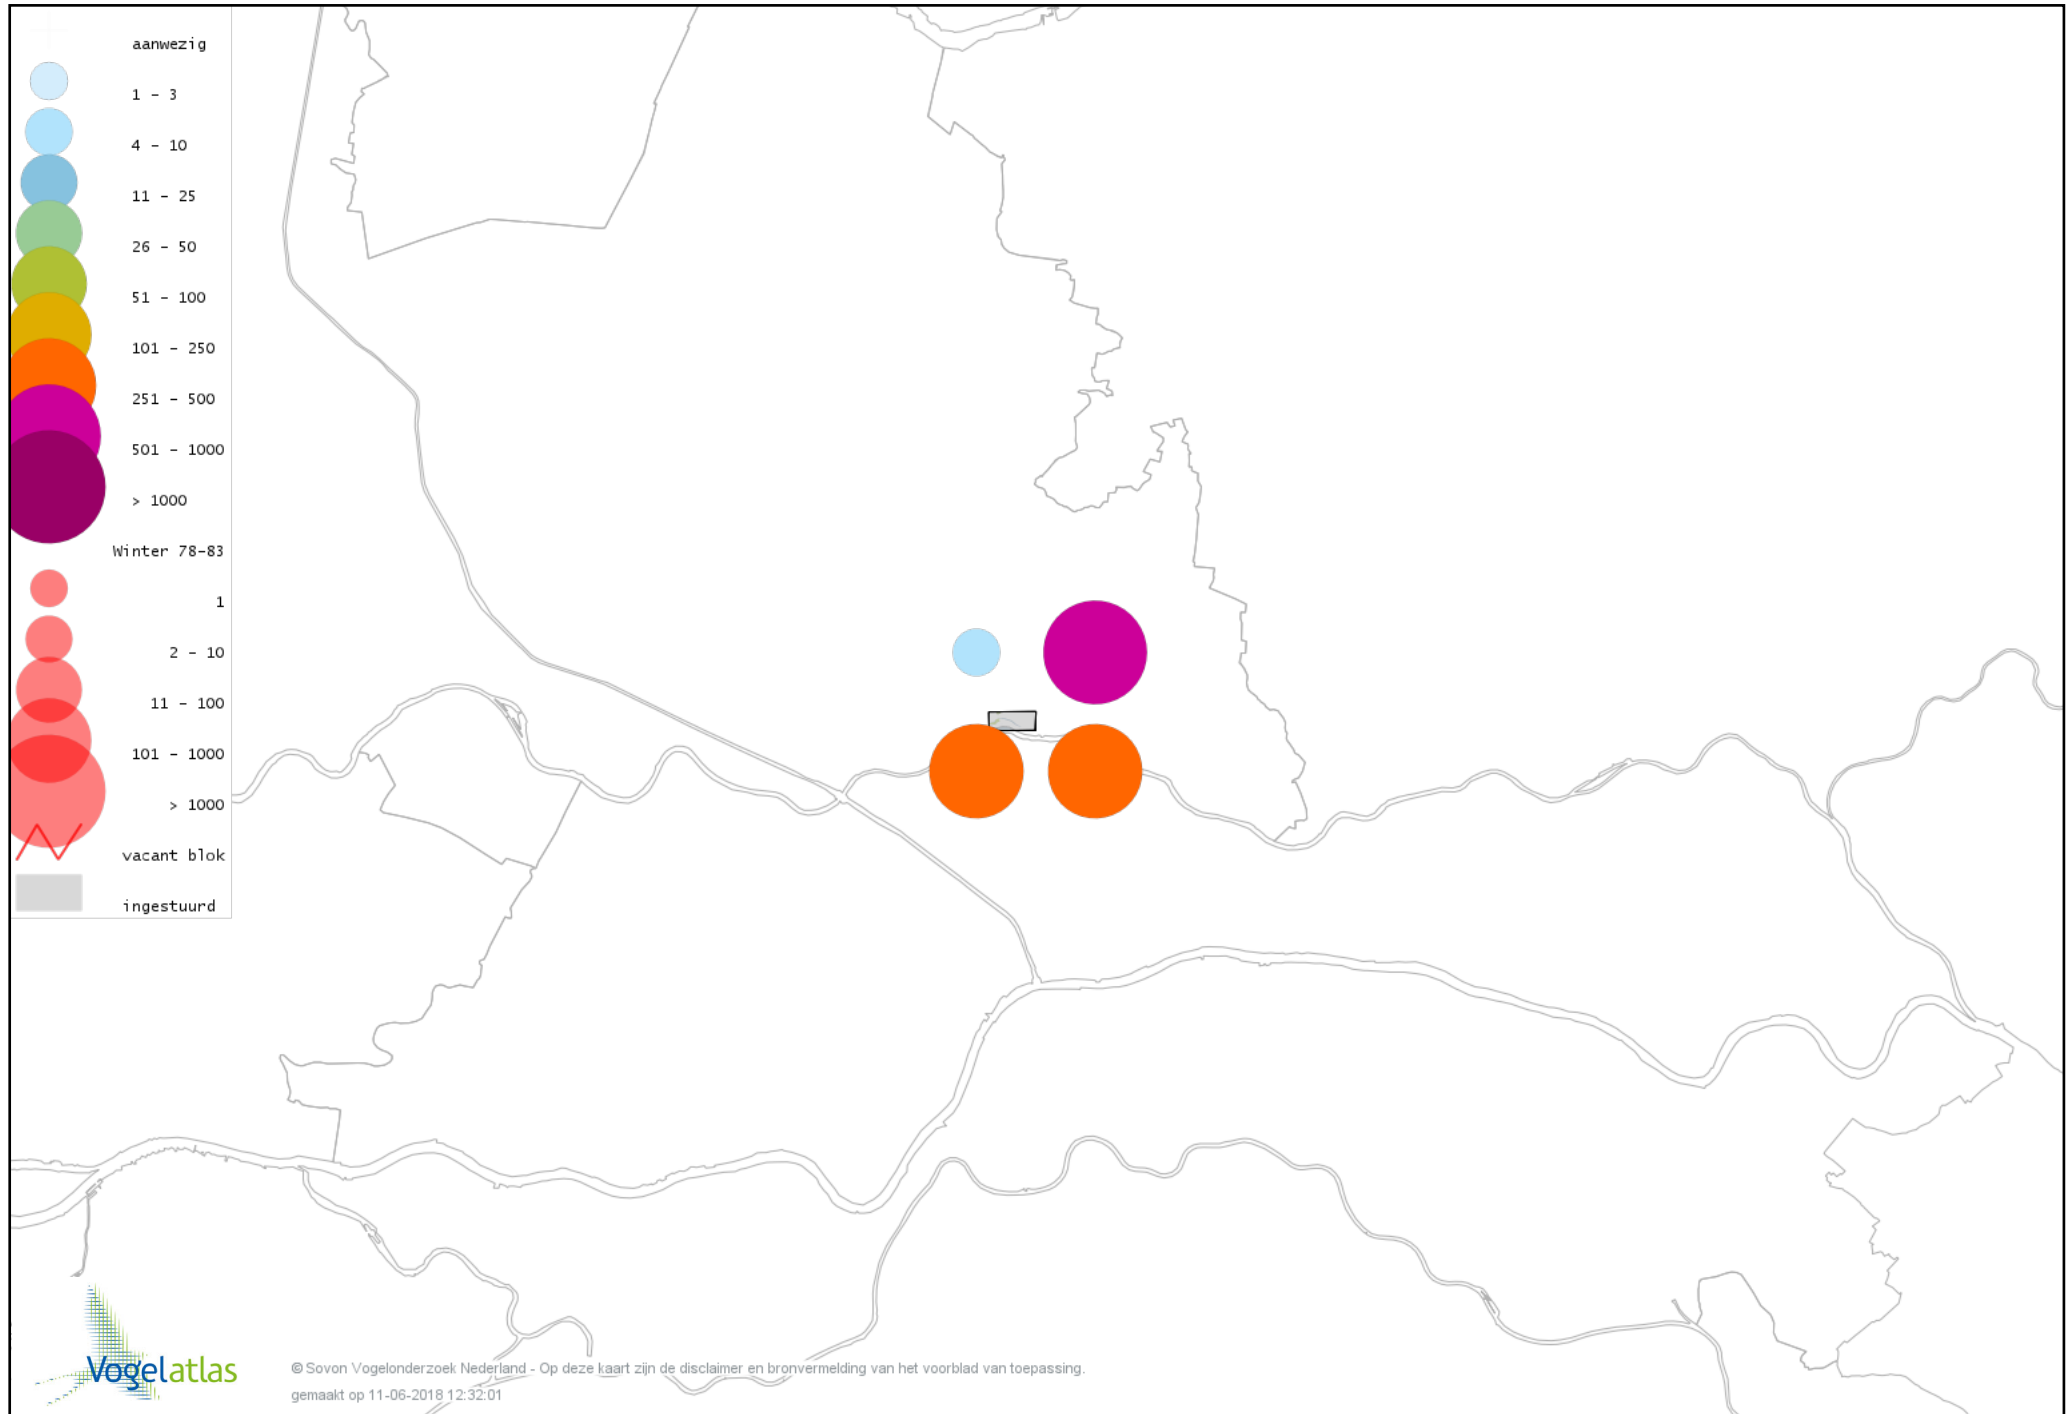 aanwezig
1 - 3
4 - 10
11 - 25
26 - 50
51 - 100
101 - 250
251 - 500
501 - 1000
> 1000
Winter 78-83
1
2 - 10
11 - 100
101 - 1000
> 1000
vacant blok
ingestuurd
Vogelatlas
© Sovon Vogelonderzoek Nederland - Op deze kaart zijn de disclaimer en bronvermelding van het voorblad van toepassing.
gemaakt op 11-06-2018 12:32:01